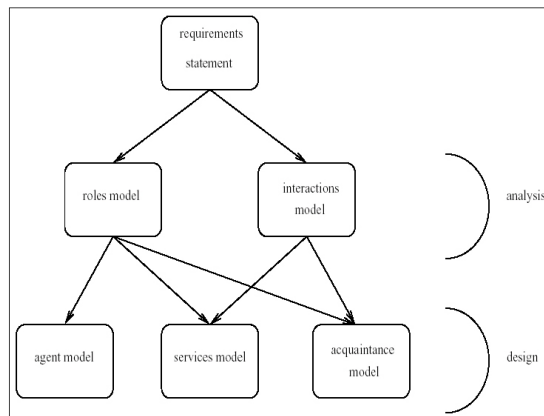 requirements
statement
roles model
interactions
model
analysis
agent model
services model
acquaintance
model
design